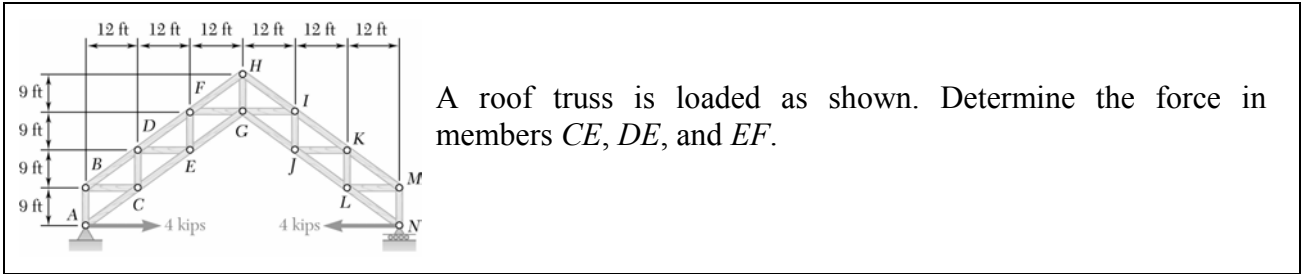 12 ft 12 ft 12 ft 12 ft 12 ft 12 ft
H
9 ft
F
I
9 ft
D
G
K
9 ft
B
E
J
M
9 ft
A
C
L
4 kips
4 kips
N
A roof truss is loaded as shown. Determine the force in
members CE, DE, and EF.